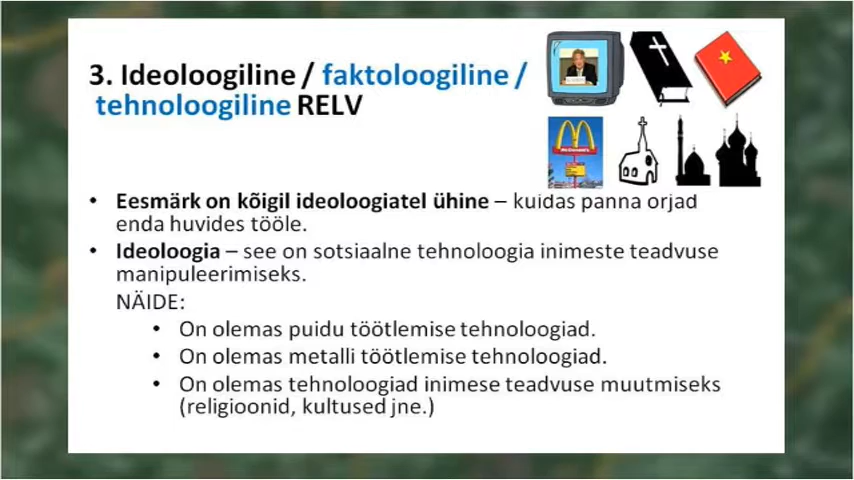 3. Ideoloogiline / faktoloogiline /
tehnoloogiline RELV
McDonald's
• Eesmärk on kõigil ideoloogiatel ühine – kuidas panna orjad
enda huvides tööle.
• Ideoloogia – see on sotsiaalne tehnoloogia inimeste teadvuse
manipuleerimiseks.
NÄIDE:
• On olemas puidu töötlemise tehnoloogiad.
• On olemas metalli töötlemise tehnoloogiad.
• On olemas tehnoloogiad inimese teadvuse muutmiseks
(religioonid, kultused jne.)